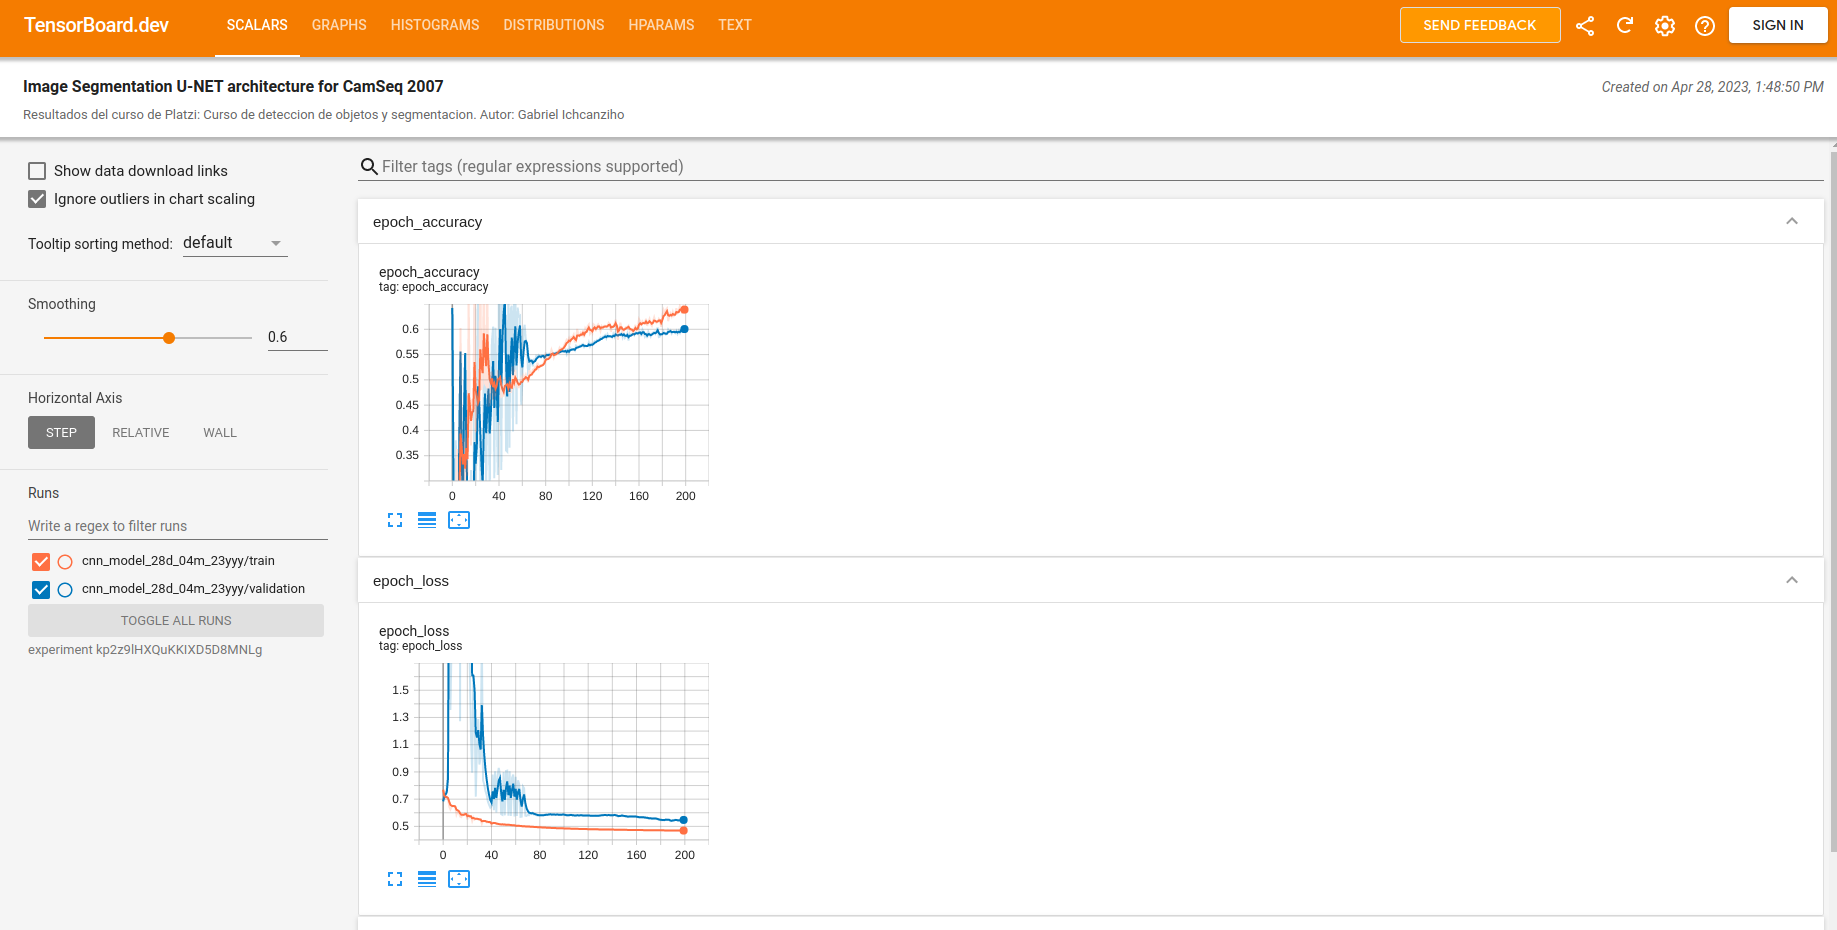 TensorBoard.dev SCALARS GRAPHS HISTOGRAMS DISTRIBUTIONS HPARAMS TEXT SEND FEEDBACK SIGN IN
Image Segmentation U-NET architecture for CamSeq 2007
Created on Apr 28, 2023, 1:48:50 PM
Resultados del curso de Platzi: Curso de deteccion de objetos y segmentacion. Autor: Gabriel Ichcanziho
Show data download links
Ignore outliers in chart scaling
Tooltip sorting method: default
Smoothing
0.6
Horizontal Axis
STEP RELATIVE WALL
Runs
Write a regex to filter runs
cnn_model_28d_04m_23yyy/train
cnn_model_28d_04m_23yyy/validation
TOGGLE ALL RUNS
experiment kp2z9lHXQuKKIXD5D8MNLg
Filter tags (regular expressions supported)
epoch_accuracy
epoch_accuracy
tag: epoch_accuracy
0.6
0.55
0.5
0.45
0.4
0.35
0 40 80 120 160 200
epoch_loss
epoch_loss
tag: epoch_loss
1.5
1.3
1.1
0.9
0.7
0.5
0 40 80 120 160 200